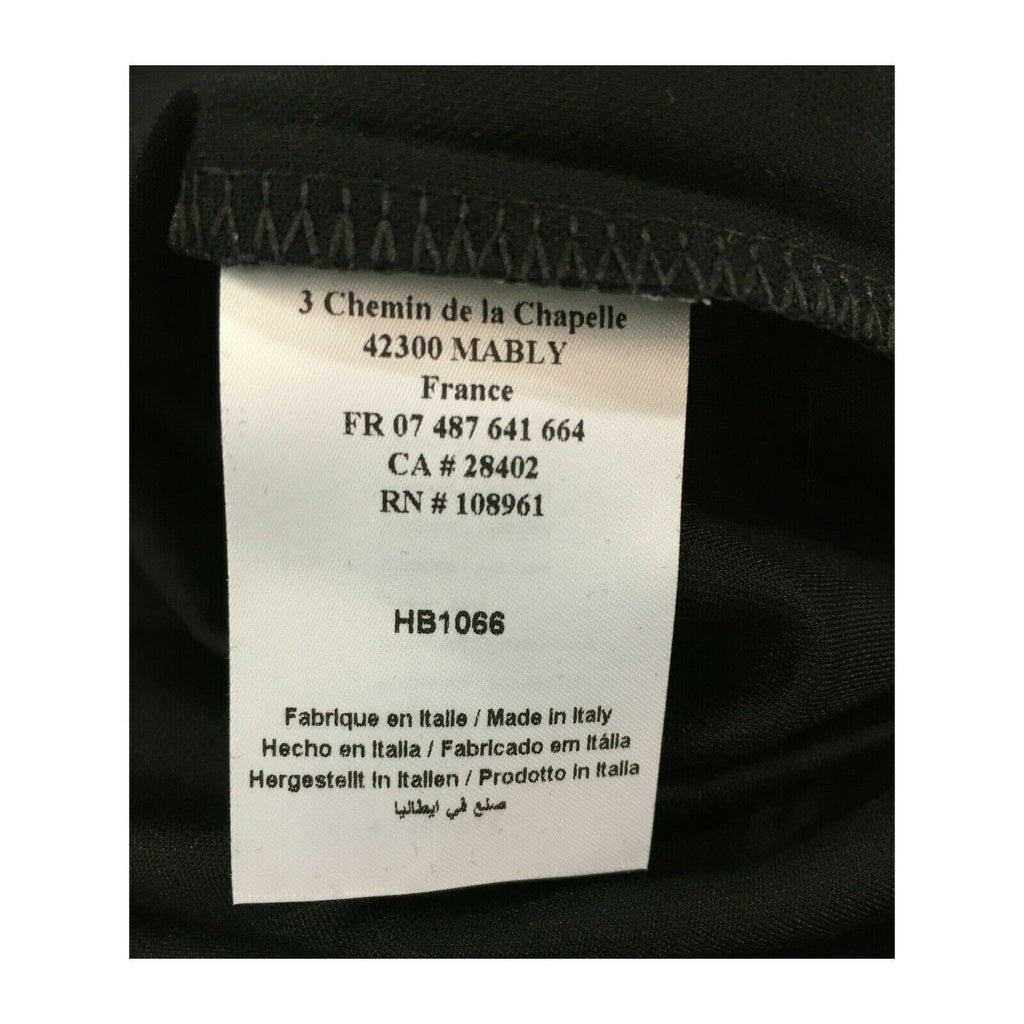 3 Chemin de la Chapelle
42300 MABLY
France
FR 07 487 641 664
CA # 28402
RN # 108961
HB1066
Fabrique en Italie / Made in Italy
Hecho en Italia / Fabricado em Itália
Hergestellt in Italien / Prodotto in Italia
صنع في ايطاليا